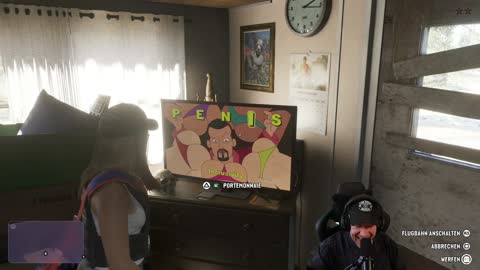 PENIS
PORTEMONNAIE
FLUGBAHN ANSCHALTEN
ABBRECHEN
WERFEN